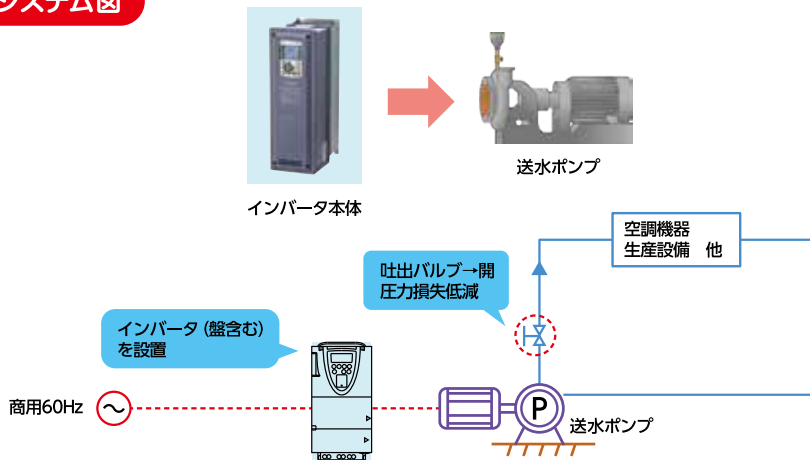 システム図
インバータ本体
送水ポンプ
空調機器
生産設備　他
吐出バルブ→開
圧力損失低減
インバータ（盤含む）
を設置
商用60Hz
P
送水ポンプ